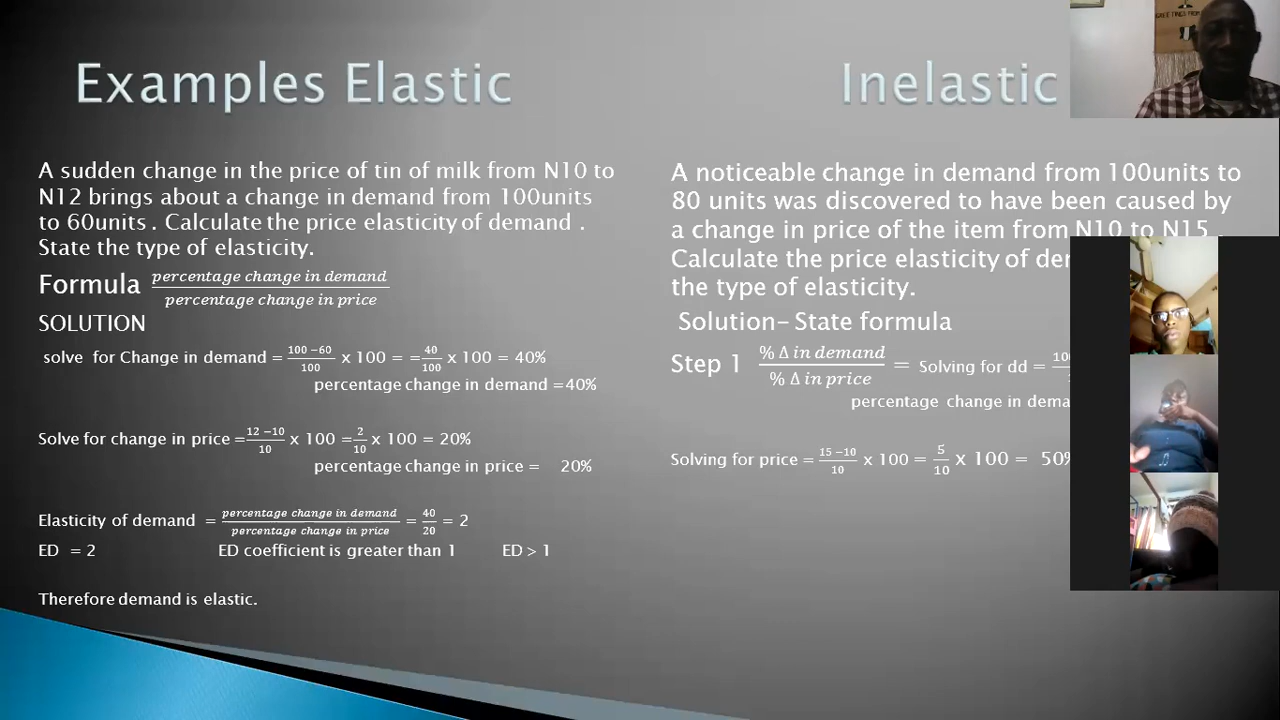 Examples Elastic
A sudden change in the price of tin of milk from N10 to
N12 brings about a change in demand from 100units
to 60units . Calculate the price elasticity of demand .
State the type of elasticity.
Formula percentage change in demand / percentage change in price
SOLUTION
solve for Change in demand = 100 −60 / 100 x 100 = = 40 / 100 x 100 = 40%
percentage change in demand =40%
Solve for change in price = 12 −10 / 10 x 100 = 2 / 10 x 100 = 20%
percentage change in price = 20%
Elasticity of demand = percentage change in demand / percentage change in price = 40 / 20 = 2
ED = 2 ED coefficient is greater than 1 ED > 1
Therefore demand is elastic.
Inelastic
A noticeable change in demand from 100units to
80 units was discovered to have been caused by
a change in price of the item from N10 to N15 .
Calculate the price elasticity of
the type of elasticity.
Solution- State formula
Step 1 % Δ in demand / % Δ in price = Solving for dd =
percentage change in
Solving for price = 15 −10 / 10 x 100 = 5 / 10 x 100 = 50%